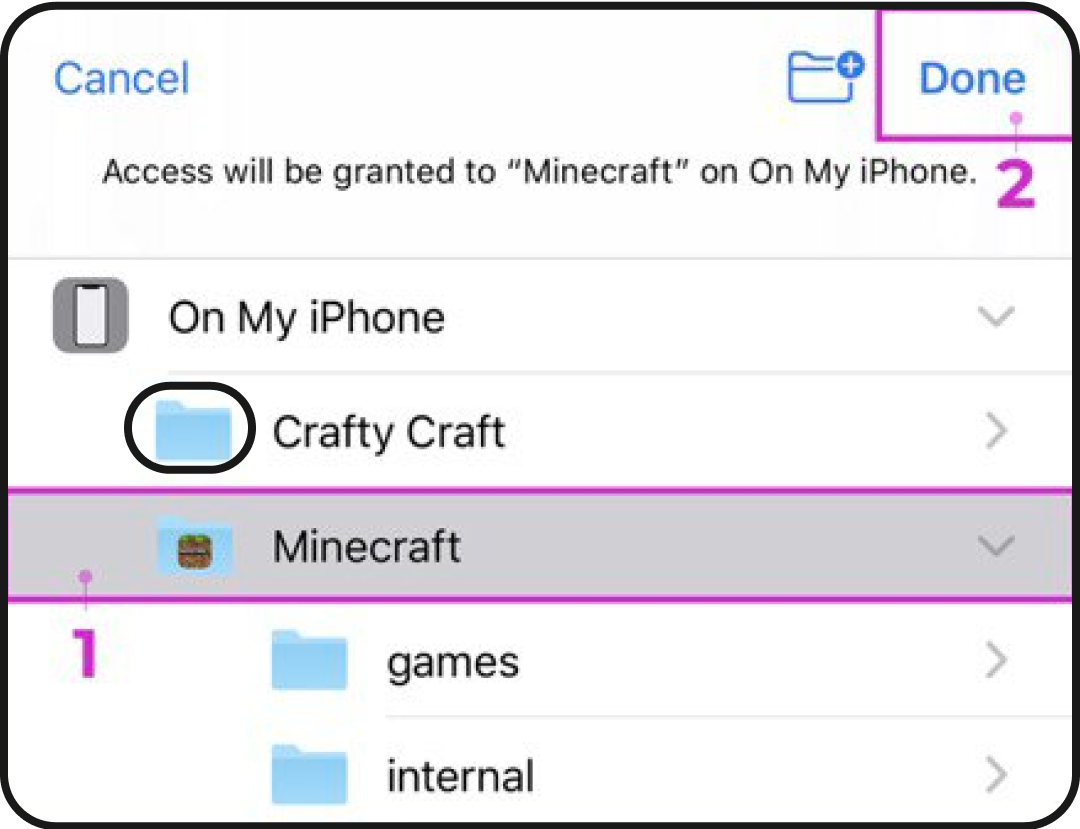 Cancel
Done
Access will be granted to “Minecraft” on On My iPhone.
2
On My iPhone
Crafty Craft
Minecraft
1
games
internal